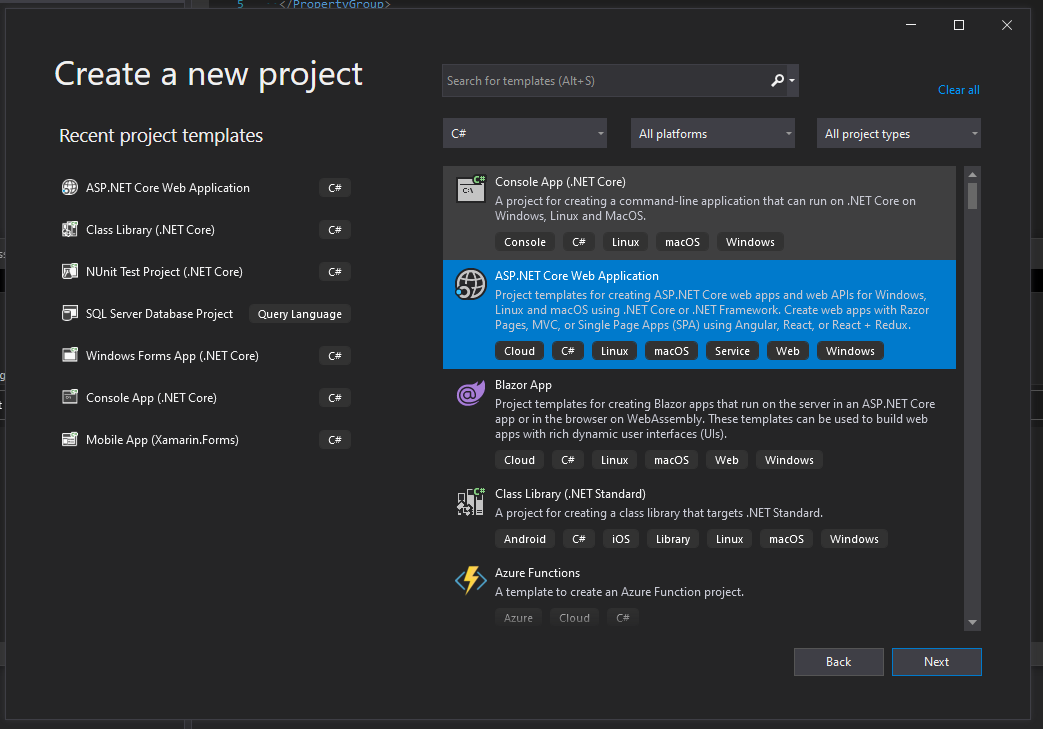 5 </PropertyGroup>
Create a new project
Recent project templates
ASP.NET Core Web Application C#
Class Library (.NET Core) C#
NUnit Test Project (.NET Core) C#
SQL Server Database Project Query Language
Windows Forms App (.NET Core) C#
Console App (.NET Core) C#
Mobile App (Xamarin.Forms) C#
Search for templates (Alt+S)
Clear all
C# All platforms All project types
Console App (.NET Core)
A project for creating a command-line application that can run on .NET Core on
Windows, Linux and MacOS.
Console C# Linux macOS Windows
ASP.NET Core Web Application
Project templates for creating ASP.NET Core web apps and web APIs for Windows,
Linux and macOS using .NET Core or .NET Framework. Create web apps with Razor
Pages, MVC, or Single Page Apps (SPA) using Angular, React, or React + Redux.
Cloud C# Linux macOS Service Web Windows
Blazor App
Project templates for creating Blazor apps that run on the server in an ASP.NET Core
app or in the browser on WebAssembly. These templates can be used to build web
apps with rich dynamic user interfaces (UIs).
Cloud C# Linux macOS Web Windows
Class Library (.NET Standard)
A project for creating a class library that targets .NET Standard.
Android C# iOS Library Linux macOS Windows
Azure Functions
A template to create an Azure Function project.
Azure Cloud C#
Back Next